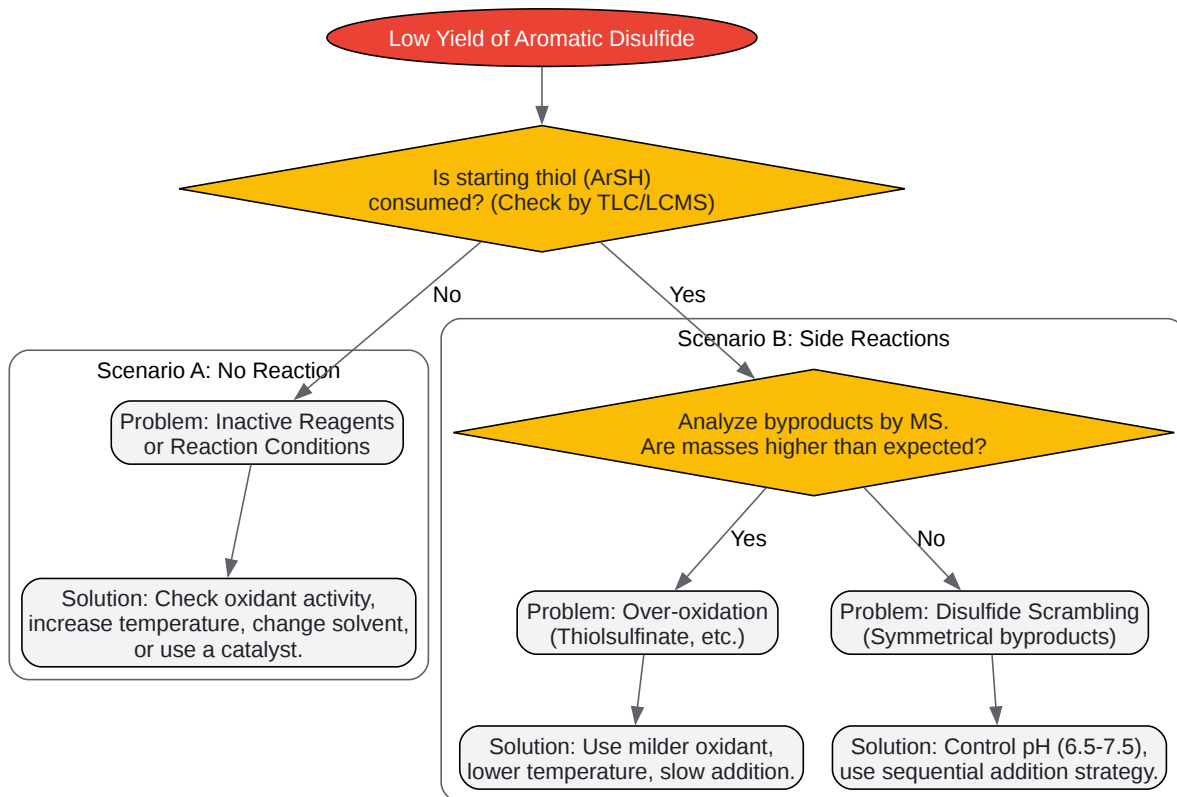 Low Yield of Aromatic Disulfide
Is starting thiol (ArSH)
consumed? (Check by TLC/LCMS)
No
Yes
Scenario A: No Reaction
Problem: Inactive Reagents
or Reaction Conditions
Solution: Check oxidant activity,
increase temperature, change solvent,
or use a catalyst.
Scenario B: Side Reactions
Analyze byproducts by MS.
Are masses higher than expected?
Yes
No
Problem: Over-oxidation
(Thiolsulfinate, etc.)
Problem: Disulfide Scrambling
(Symmetrical byproducts)
Solution: Use milder oxidant,
lower temperature, slow addition.
Solution: Control pH (6.5-7.5),
use sequential addition strategy.